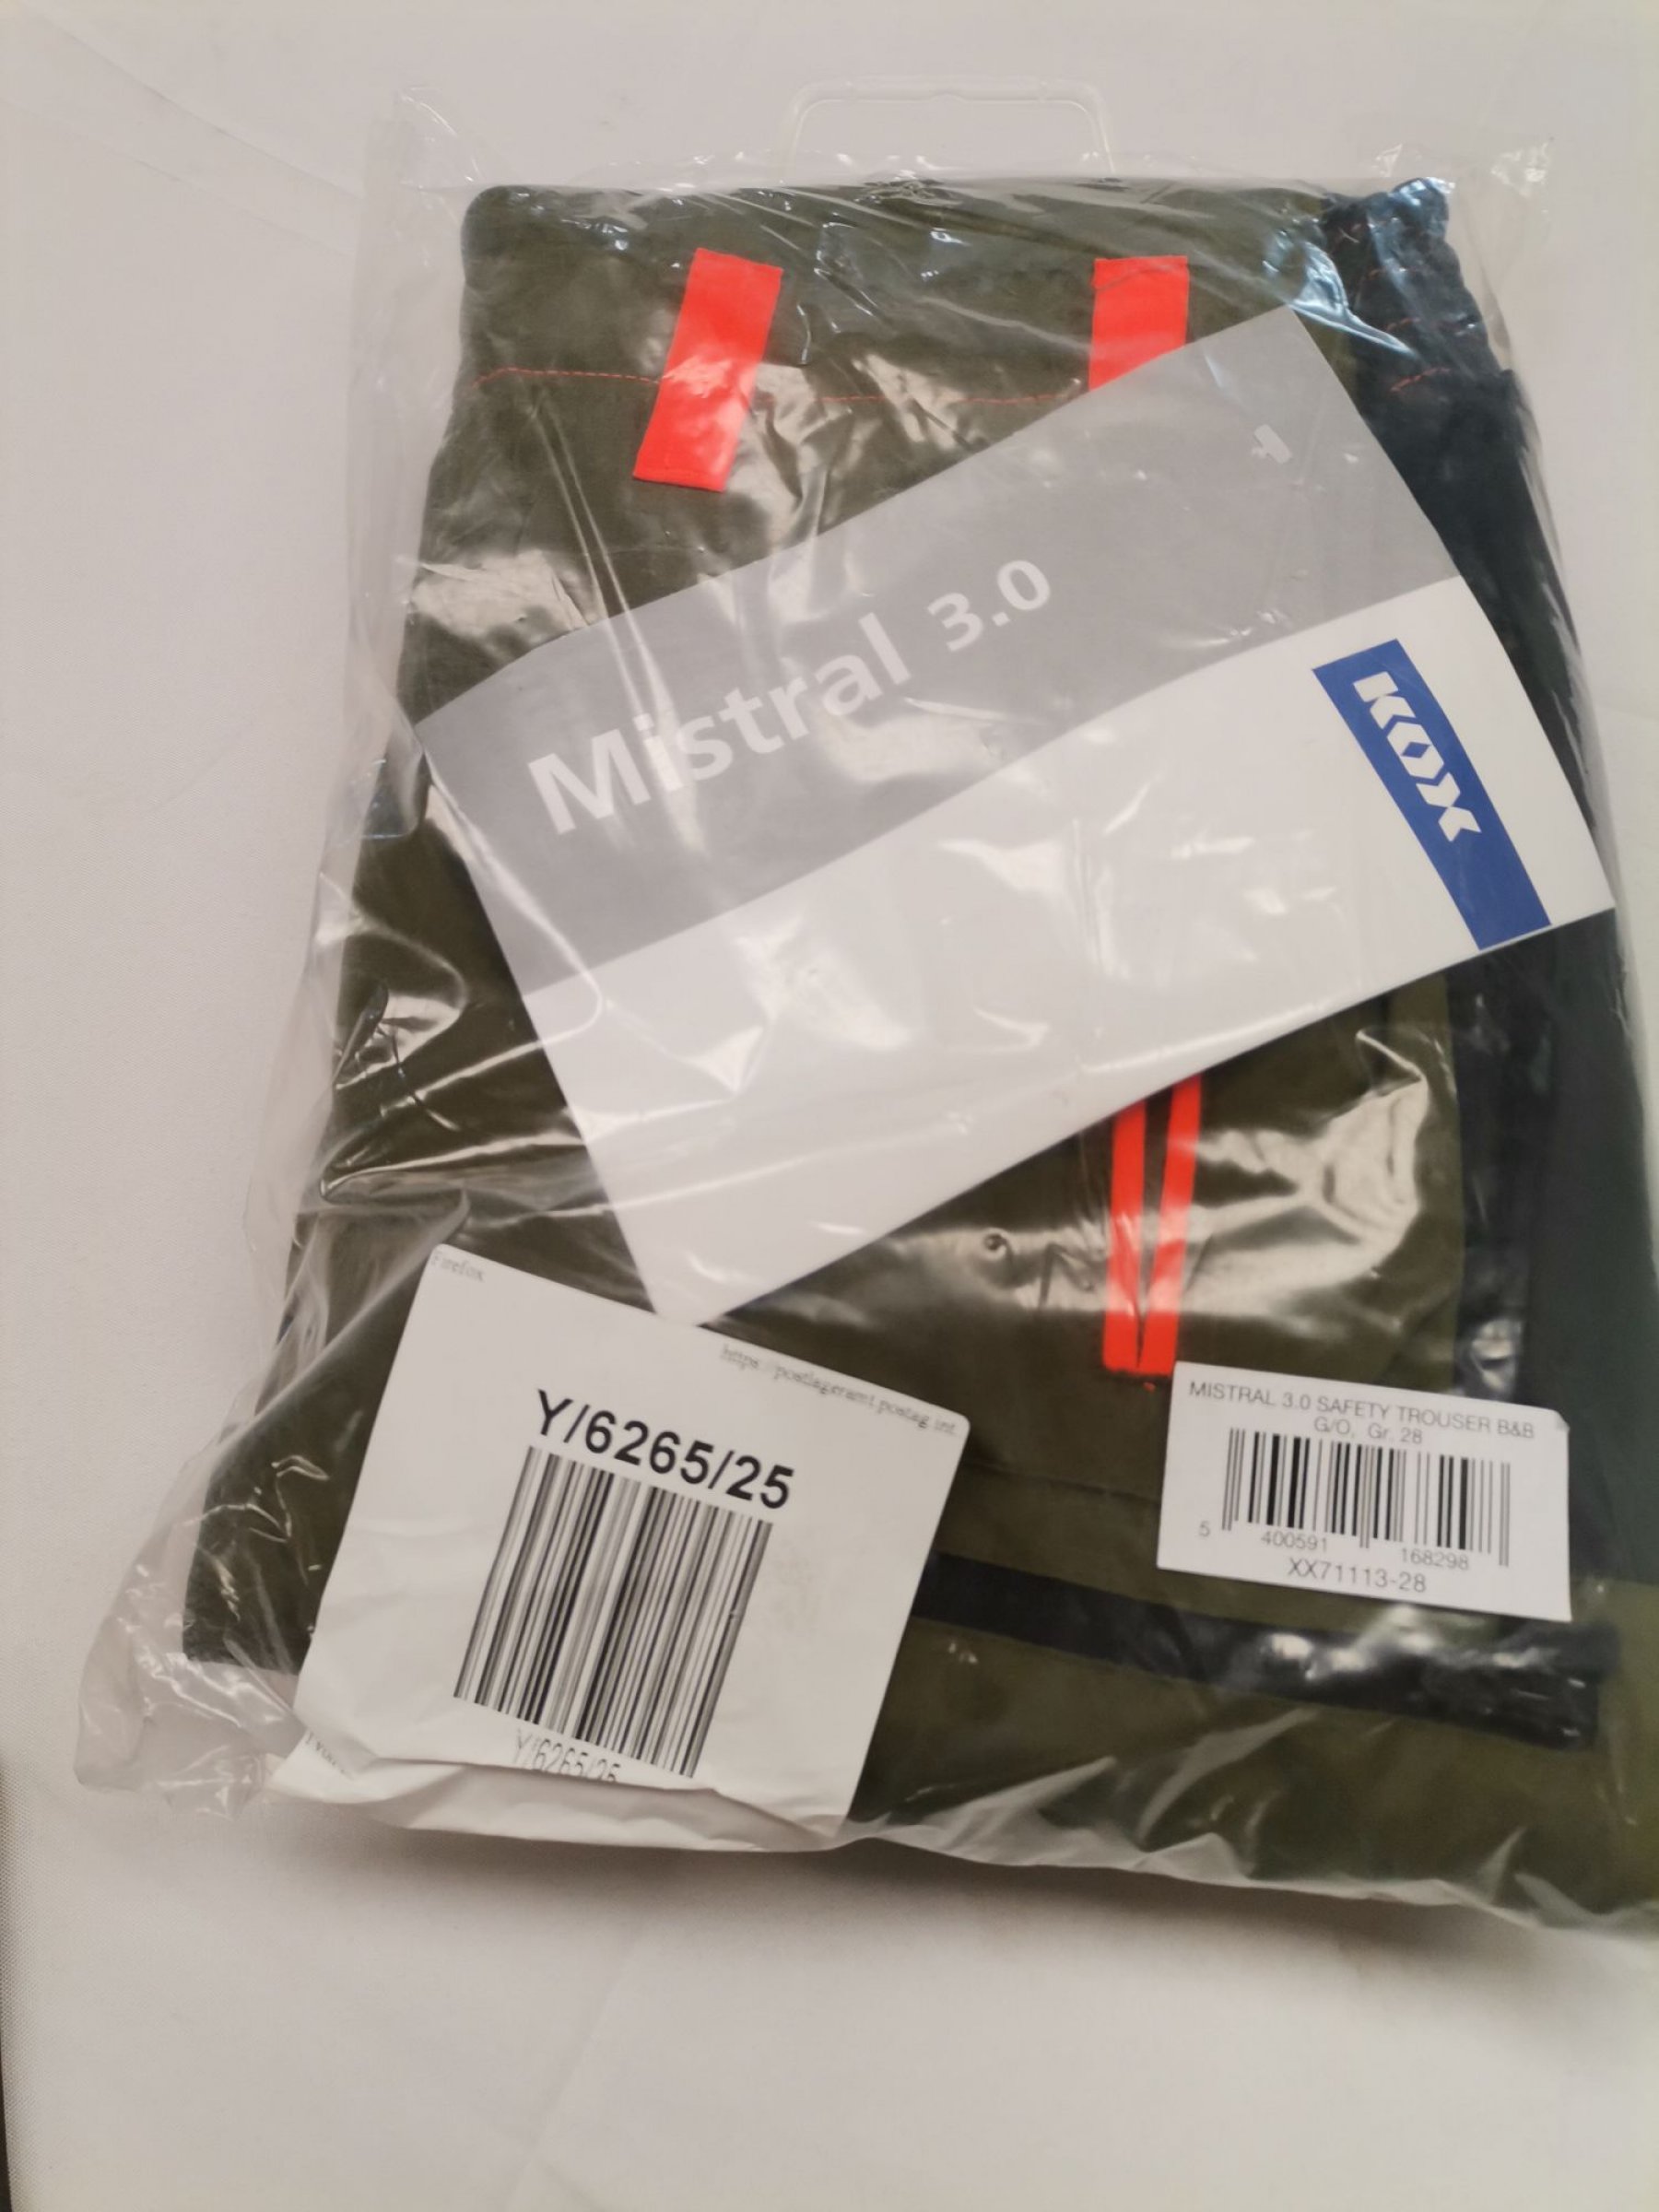 Mistral 3.0
KOX
Firefox
https://postlageramt.postag.int
Y/6265/25
Y/6265/25
MISTRAL 3.0 SAFETY TROUSER B&B
G/O, Gr. 28
5 400591 168298
XX71113-28